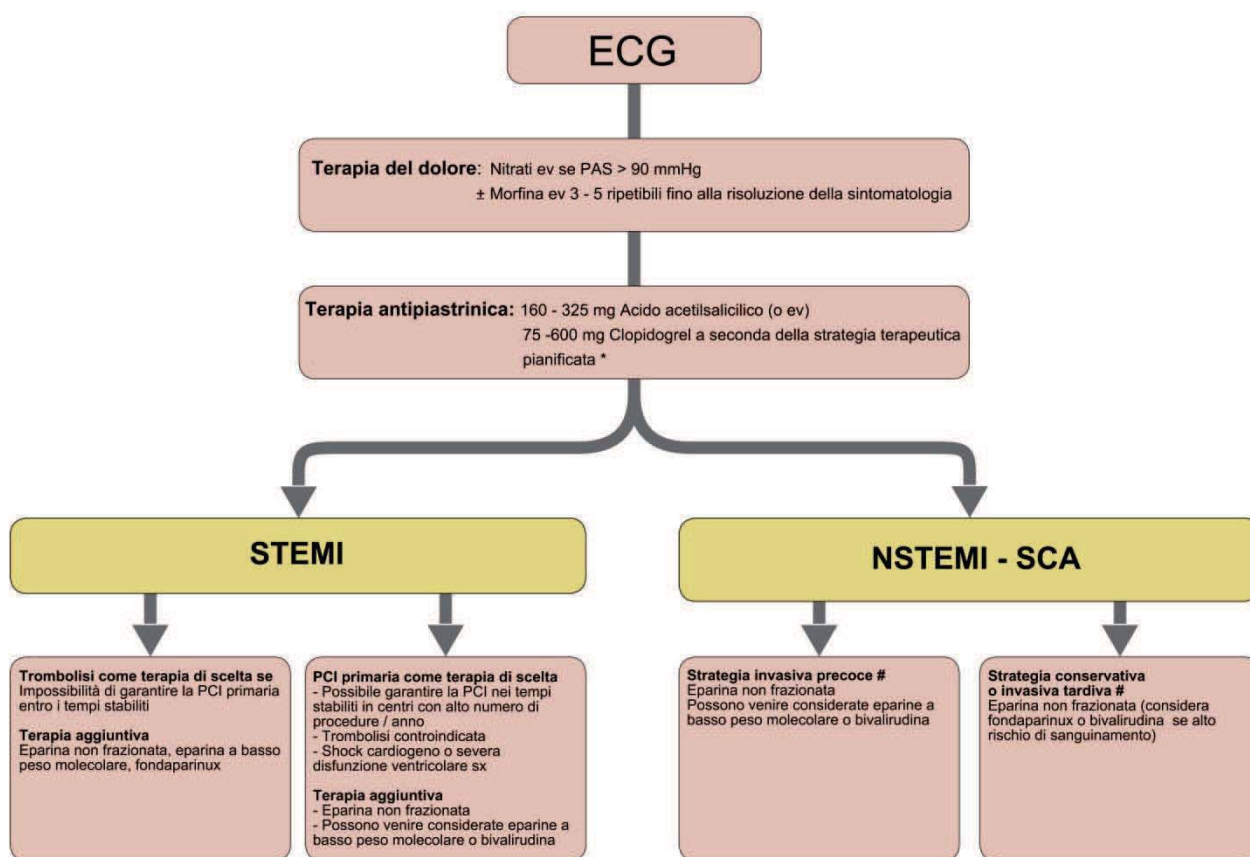 ECG
Terapia del dolore: Nitrati ev se PAS > 90 mmHg
± Morfina ev 3 - 5 ripetibili fino alla risoluzione della sintomatologia
Terapia antipiastrinica: 160 - 325 mg Acido acetilsalicilico (o ev)
75 -600 mg Clopidogrel a seconda della strategia terapeutica
pianificata *
STEMI
NSTEMI - SCA
Trombolisi come terapia di scelta se
Impossibilità di garantire la PCI primaria
entro i tempi stabiliti
Terapia aggiuntiva
Eparina non frazionata, eparina a basso
peso molecolare, fondaparinux
PCI primaria come terapia di scelta
- Possibile garantire la PCI nei tempi
stabiliti in centri con alto numero di
procedure / anno
- Trombolisi controindicata
- Shock cardiogeno o severa
disfunzione ventricolare sx
Terapia aggiuntiva
- Eparina non frazionata
- Possono venire considerate eparine a
basso peso molecolare o bivalirudina
Strategia invasiva precoce #
Eparina non frazionata
Possono venire considerate eparine a
basso peso molecolare o bivalirudina
Strategia conservativa
o invasiva tardiva #
Eparina non frazionata (considera
fondaparinux o bivalirudina se alto
rischio di sanguinamento)